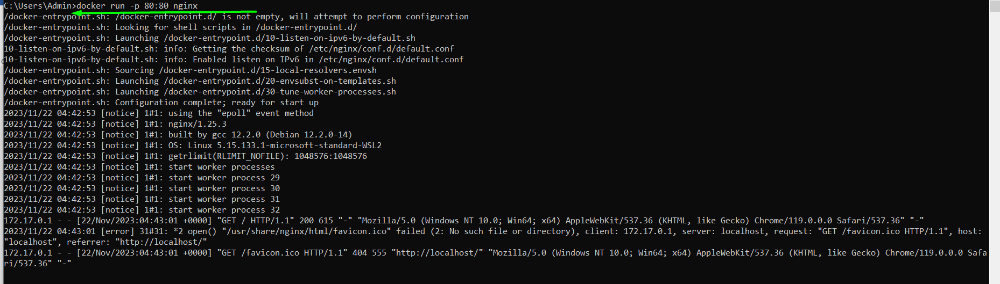 C:\Users\Admin>docker run -p 80:80 nginx
/docker-entrypoint.sh: /docker-entrypoint.d/ is not empty, will attempt to perform configuration
/docker-entrypoint.sh: Looking for shell scripts in /docker-entrypoint.d/
/docker-entrypoint.sh: Launching /docker-entrypoint.d/10-listen-on-ipv6-by-default.sh
10-listen-on-ipv6-by-default.sh: info: Getting the checksum of /etc/nginx/conf.d/default.conf
10-listen-on-ipv6-by-default.sh: info: Enabled listen on IPv6 in /etc/nginx/conf.d/default.conf
/docker-entrypoint.sh: Sourcing /docker-entrypoint.d/15-local-resolvers.envsh
/docker-entrypoint.sh: Launching /docker-entrypoint.d/20-envsubst-on-templates.sh
/docker-entrypoint.sh: Launching /docker-entrypoint.d/30-tune-worker-processes.sh
/docker-entrypoint.sh: Configuration complete; ready for start up
2023/11/22 04:42:53 [notice] 1#1: using the "epoll" event method
2023/11/22 04:42:53 [notice] 1#1: nginx/1.25.3
2023/11/22 04:42:53 [notice] 1#1: built by gcc 12.2.0 (Debian 12.2.0-14)
2023/11/22 04:42:53 [notice] 1#1: OS: Linux 5.15.133.1-microsoft-standard-WSL2
2023/11/22 04:42:53 [notice] 1#1: getrlimit(RLIMIT_NOFILE): 1048576:1048576
2023/11/22 04:42:53 [notice] 1#1: start worker processes
2023/11/22 04:42:53 [notice] 1#1: start worker process 29
2023/11/22 04:42:53 [notice] 1#1: start worker process 30
2023/11/22 04:42:53 [notice] 1#1: start worker process 31
2023/11/22 04:42:53 [notice] 1#1: start worker process 32
172.17.0.1 - - [22/Nov/2023:04:43:01 +0000] "GET / HTTP/1.1" 200 615 "-" "Mozilla/5.0 (Windows NT 10.0; Win64; x64) AppleWebKit/537.36 (KHTML, like Gecko) Chrome/119.0.0.0 Safari/537.36" "-"
2023/11/22 04:43:01 [error] 31#31: *2 open() "/usr/share/nginx/html/favicon.ico" failed (2: No such file or directory), client: 172.17.0.1, server: localhost, request: "GET /favicon.ico HTTP/1.1", host:
"localhost", referrer: "http://localhost/"
172.17.0.1 - - [22/Nov/2023:04:43:01 +0000] "GET /favicon.ico HTTP/1.1" 404 555 "http://localhost/" "Mozilla/5.0 (Windows NT 10.0; Win64; x64) AppleWebKit/537.36 (KHTML, like Gecko) Chrome/119.0.0.0 Safa
ri/537.36" "-"